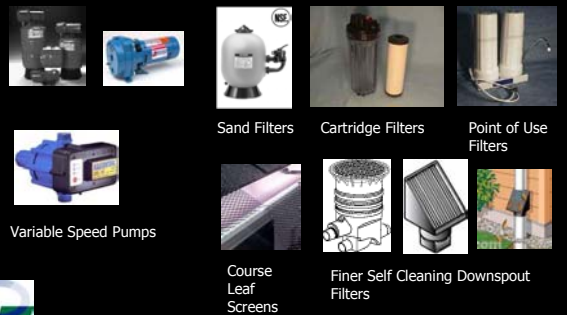 NSF
Sand Filters
Cartridge Filters
Point of Use
Filters
Variable Speed Pumps
Course
Leaf
Screens
Finer Self Cleaning Downspout
Filters